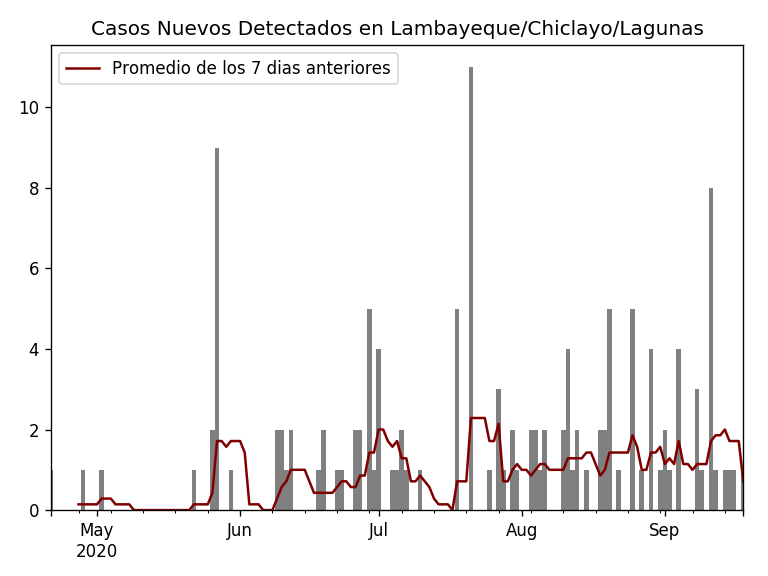 Casos Nuevos Detectados en Lambayeque/Chiclayo/Lagunas
Promedio de los 7 dias anteriores
10
8
6
4
2
0
May Jun Jul Aug Sep
2020